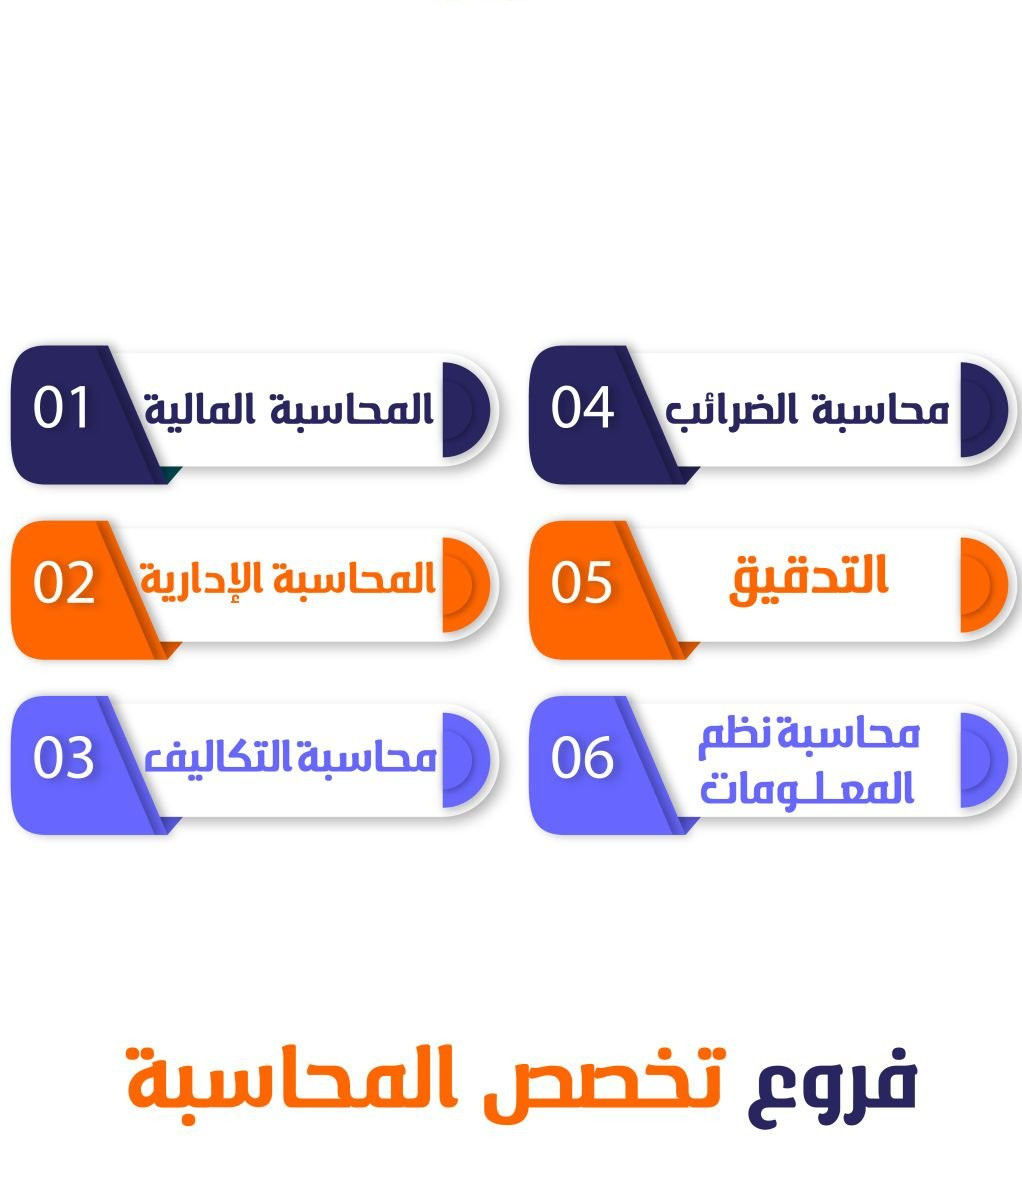 01
المحاسبة المالية
02
المحاسبة الإدارية
03
محاسبة التكاليف
04
محاسبة الضرائب
05
التدقيق
06
محاسبة نظم
المعلومات
فروع تخصص المحاسبة